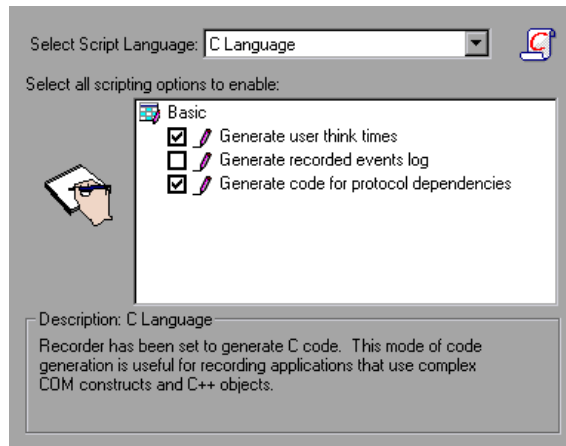 Select Script Language: C Language
C
Select all scripting options to enable:
Basic
Generate user think times
Generate recorded events log
Generate code for protocol dependencies
Description: C Language
Recorder has been set to generate C code. This mode of code
generation is useful for recording applications that use complex
COM constructs and C++ objects.